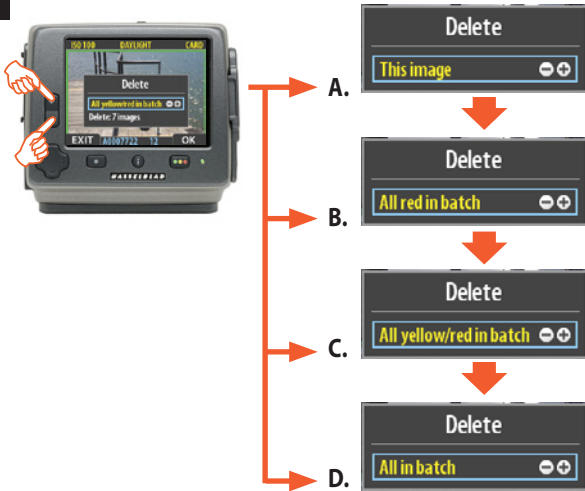 ISO 100 DAYLIGHT CARD
Delete
All yellow/red in batch
Delete: 7 images
EXIT A0007722 12 OK
HASSELBLAD
A.
Delete
This image
B.
Delete
All red in batch
C.
Delete
All yellow/red in batch
D.
Delete
All in batch